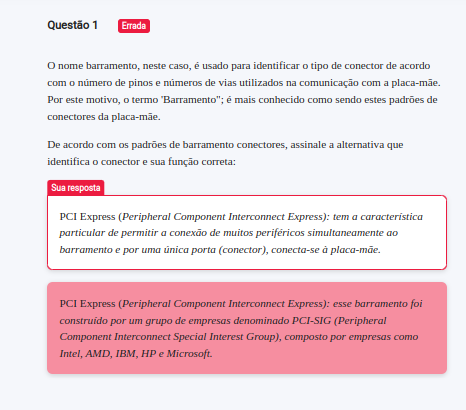 Questão 1 Errada
O nome barramento, neste caso, é usado para identificar o tipo de conector de acordo
com o número de pinos e números de vias utilizados na comunicação com a placa-mãe.
Por este motivo, o termo 'Barramento"; é mais conhecido como sendo estes padrões de
conectores da placa-mãe.
De acordo com os padrões de barramento conectores, assinale a alternativa que
identifica o conector e sua função correta:
Sua resposta
PCI Express (Peripheral Component Interconnect Express): tem a característica
particular de permitir a conexão de muitos periféricos simultaneamente ao
barramento e por uma única porta (conector), conecta-se à placa-mãe.
PCI Express (Peripheral Component Interconnect Express): esse barramento foi
construído por um grupo de empresas denominado PCI-SIG (Peripheral
Component Interconnect Special Interest Group), composto por empresas como
Intel, AMD, IBM, HP e Microsoft.